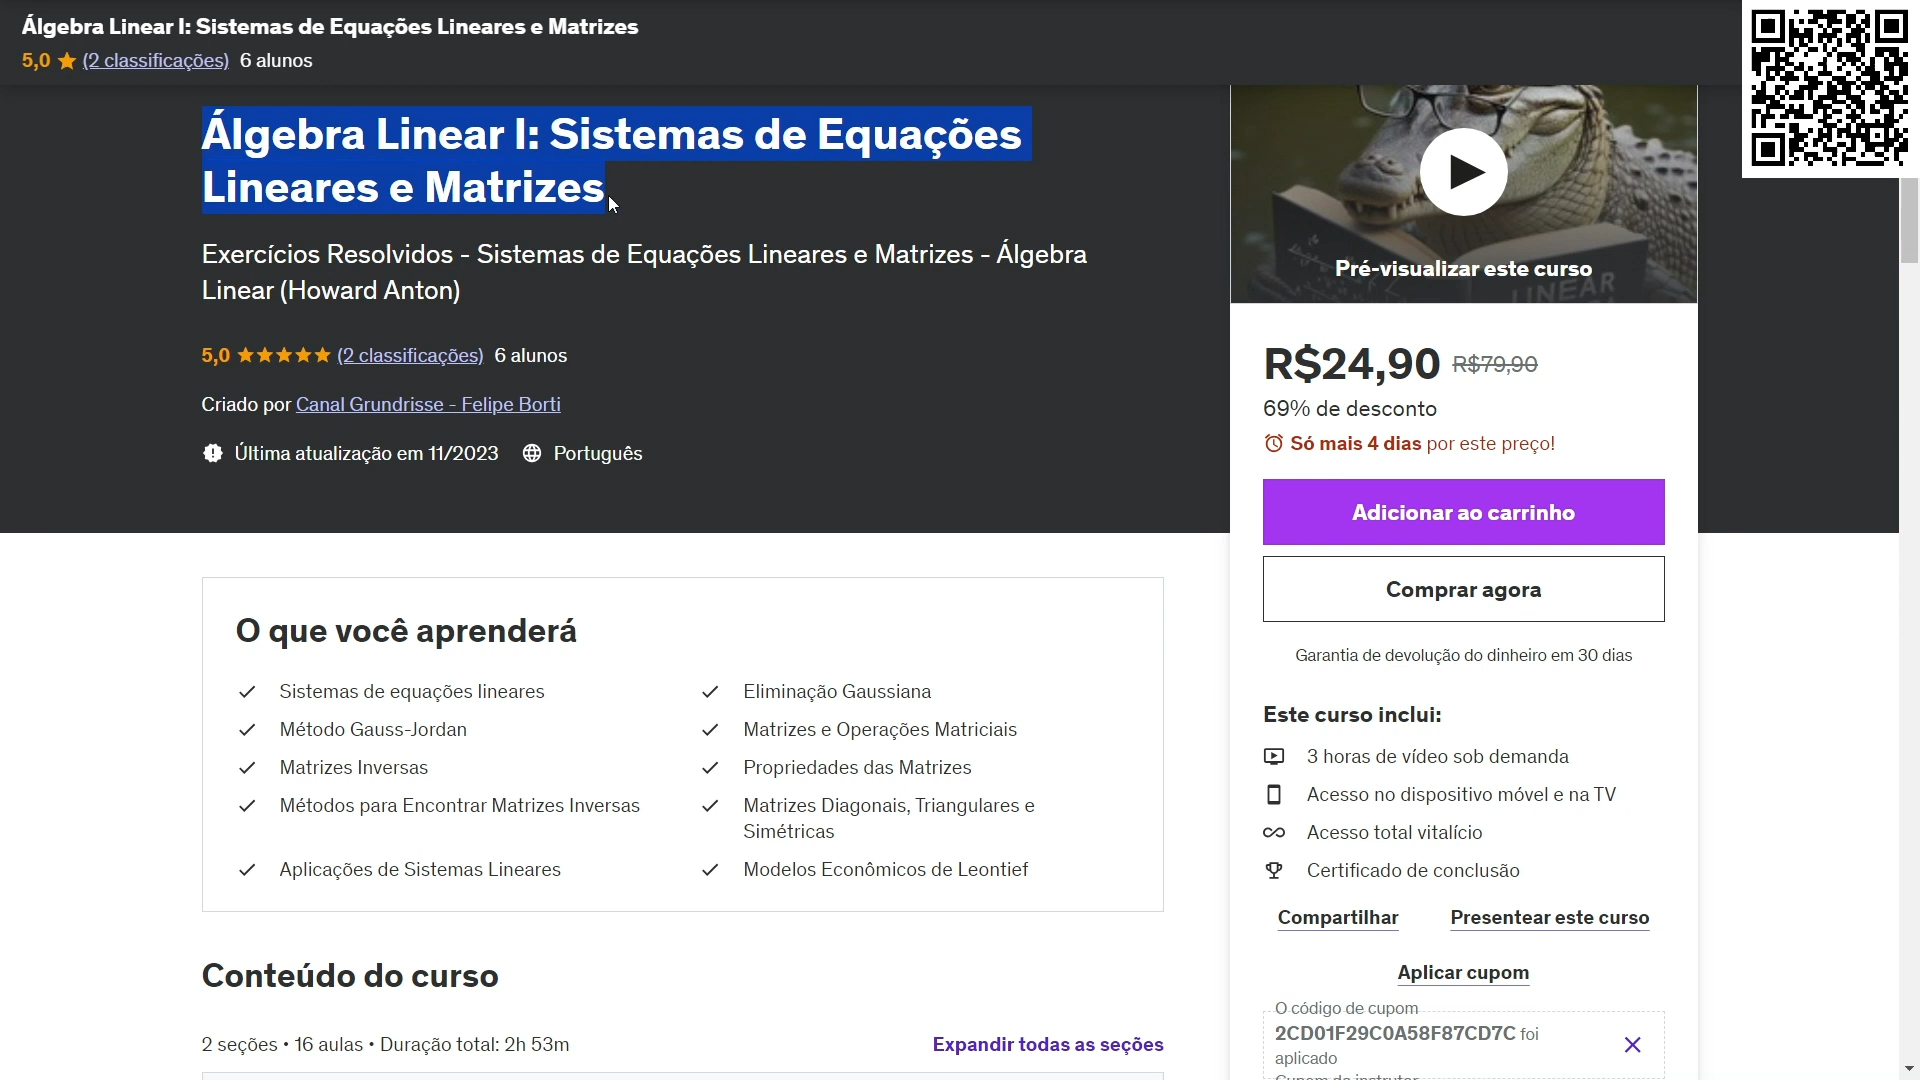 Álgebra Linear I: Sistemas de Equações Lineares e Matrizes
5,0 (2 classificações) 6 alunos
Álgebra Linear I: Sistemas de Equações
Lineares e Matrizes
Exercícios Resolvidos - Sistemas de Equações Lineares e Matrizes - Álgebra
Linear (Howard Anton)
5,0 (2 classificações) 6 alunos
Criado por Canal Grundrisse - Felipe Borti
Última atualização em 11/2023 Português
LINEAR
Pré-visualizar este curso
R$24,90 R$79,90
69% de desconto
Só mais 4 dias por este preço!
Adicionar ao carrinho
Comprar agora
Garantia de devolução do dinheiro em 30 dias
Este curso inclui:
3 horas de vídeo sob demanda
Acesso no dispositivo móvel e na TV
Acesso total vitalício
Certificado de conclusão
Compartilhar Presentear este curso
Aplicar cupom
O código de cupom
2CD01F29C0A58F87CD7C foi
aplicado
O que você aprenderá
Sistemas de equações lineares
Eliminação Gaussiana
Método Gauss-Jordan
Matrizes e Operações Matriciais
Matrizes Inversas
Propriedades das Matrizes
Métodos para Encontrar Matrizes Inversas
Matrizes Diagonais, Triangulares e
Simétricas
Aplicações de Sistemas Lineares
Modelos Econômicos de Leontief
Conteúdo do curso
2 seções • 16 aulas • Duração total: 2h 53m
Expandir todas as seções